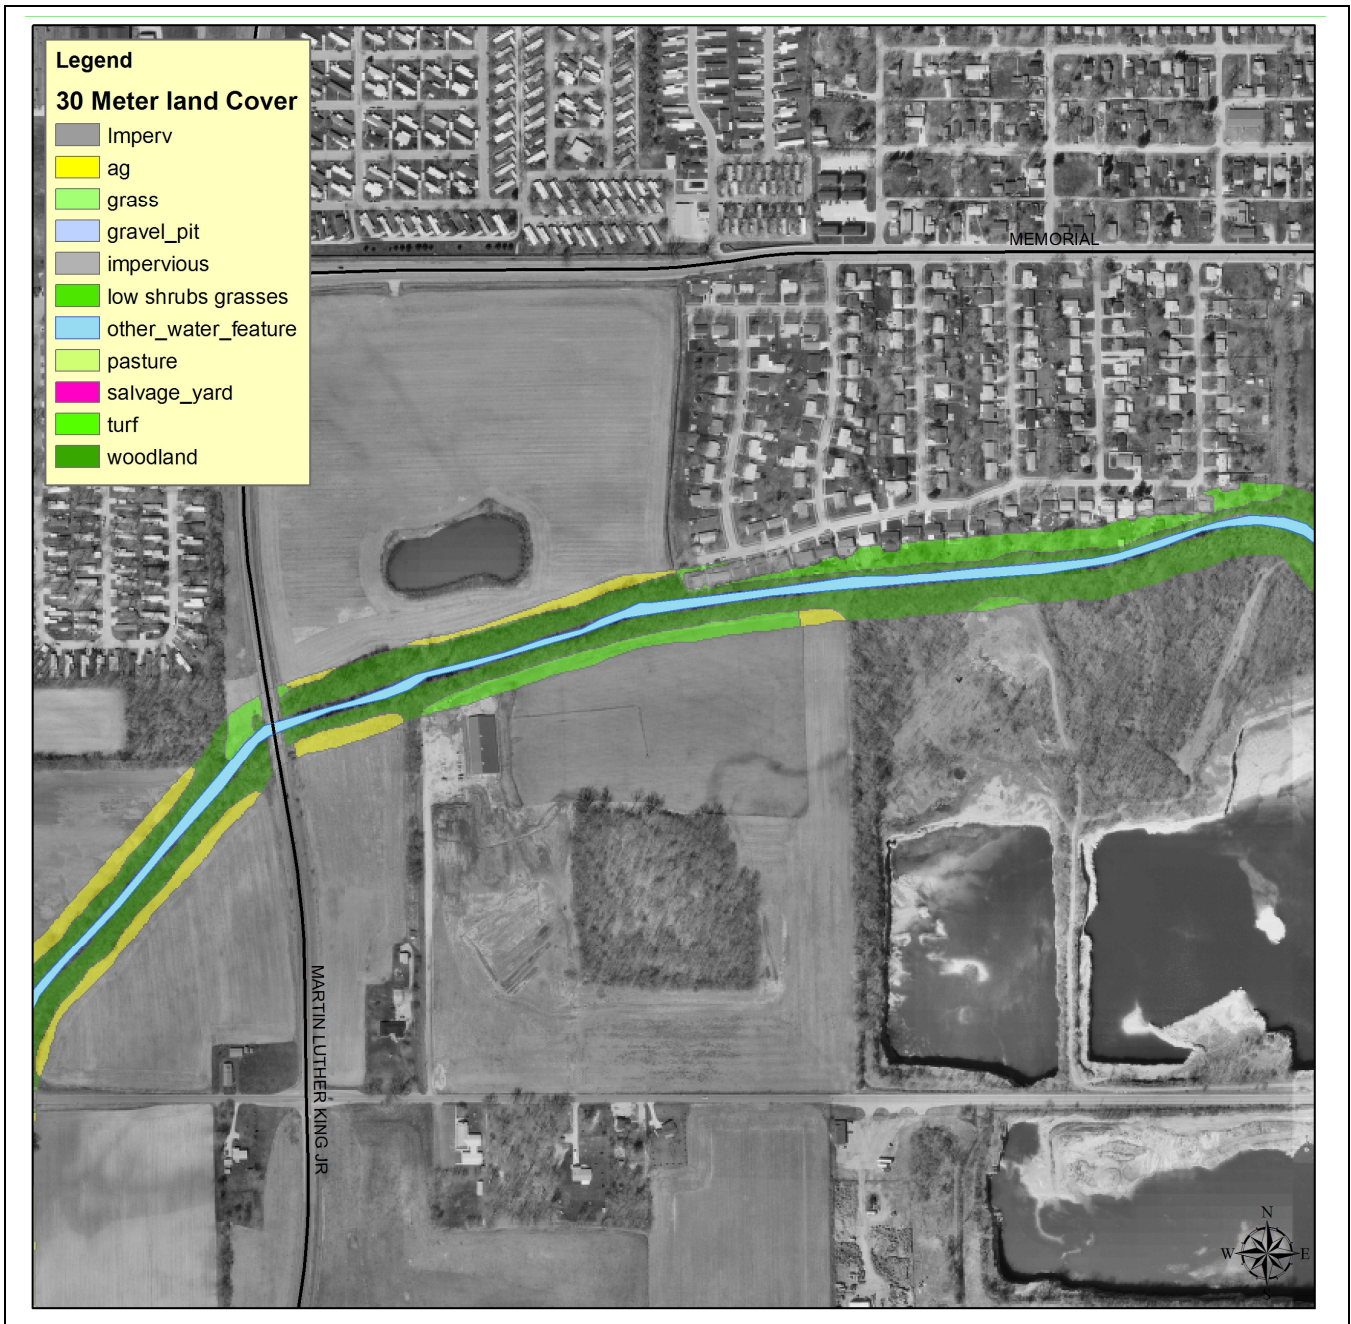 Legend
30 Meter land Cover
Imperv
ag
grass
gravel_pit
impervious
low shrubs grasses
other_water_feature
pasture
salvage_yard
turf
woodland
MEMORIAL
MARTIN LUTHER KING JR
N
W
E
S